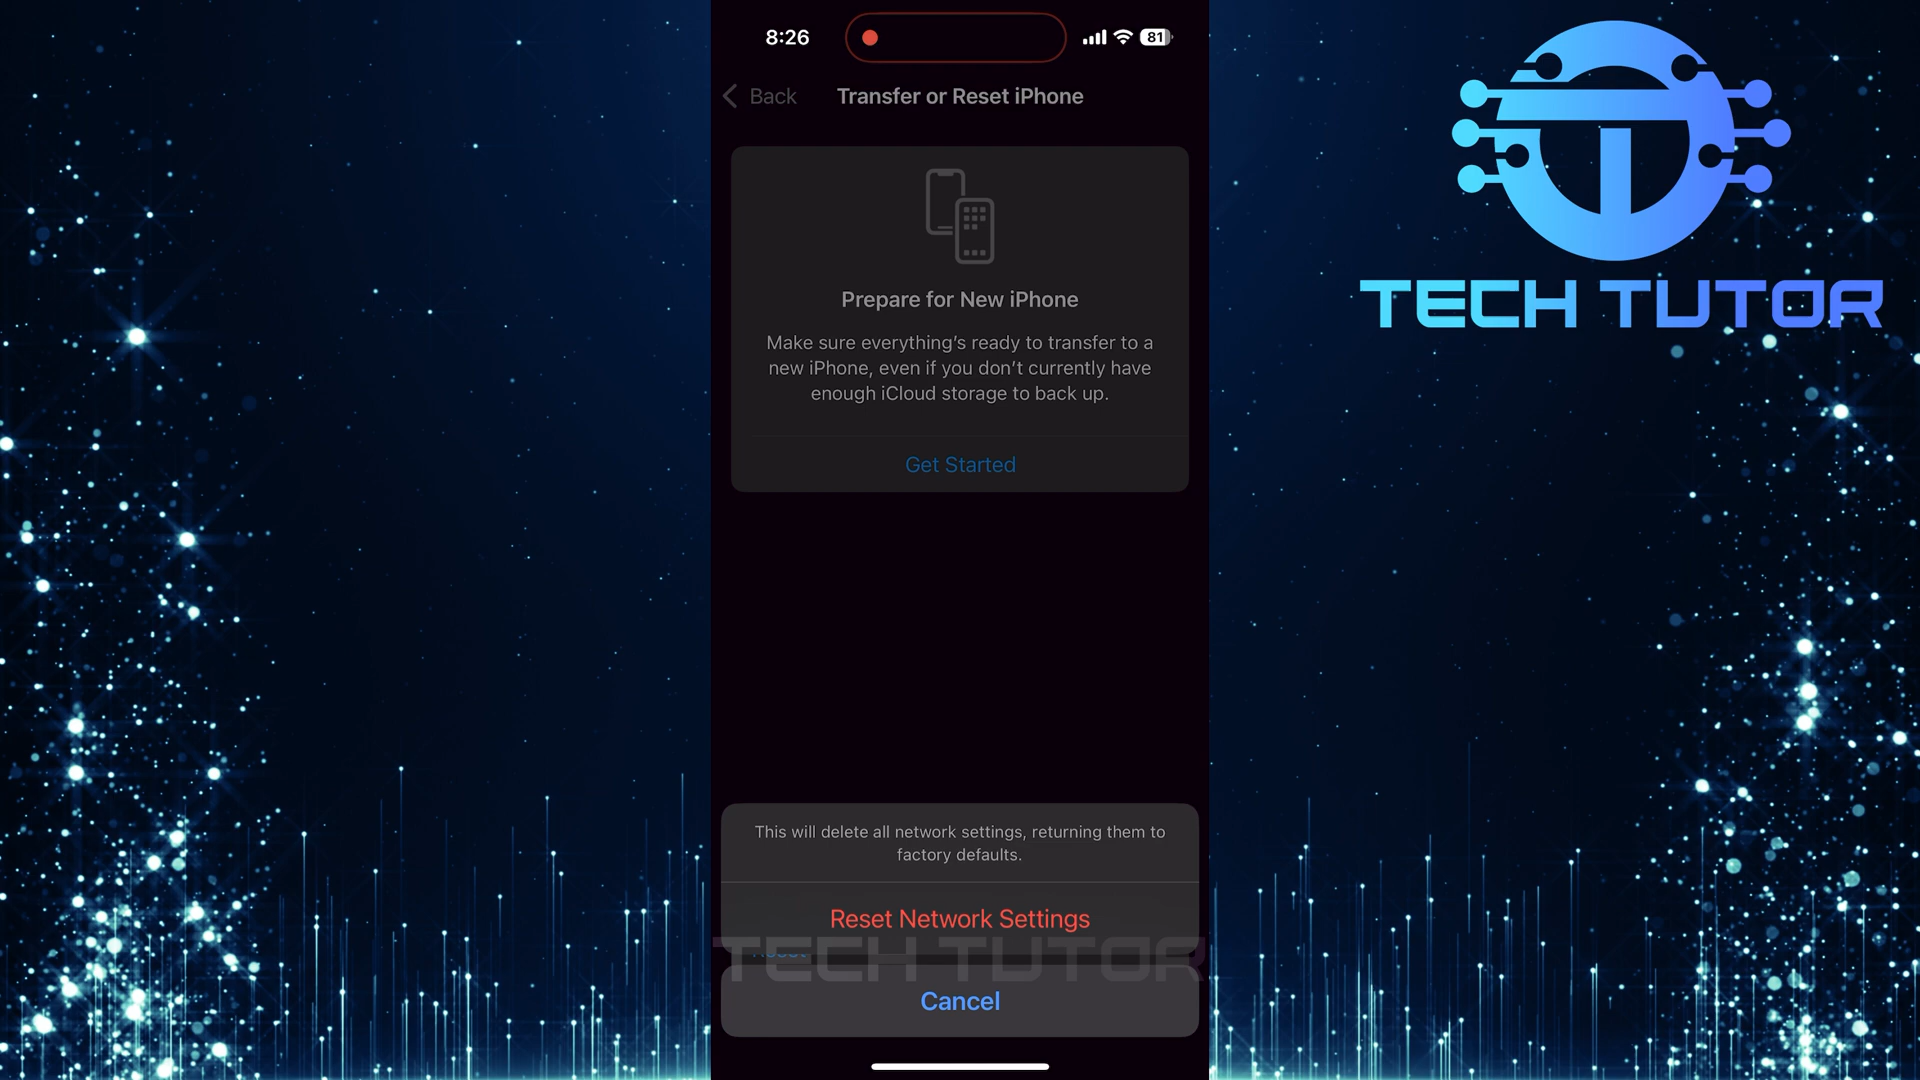 8:26
81
Back
Transfer or Reset iPhone
TECH TUTOR
Prepare for New iPhone
Make sure everything's ready to transfer to a
new iPhone, even if you don't currently have
enough iCloud storage to back up.
Get Started
This will delete all network settings, returning them to
factory defaults.
Reset Network Settings
Reset
TECH TUTOR
Cancel